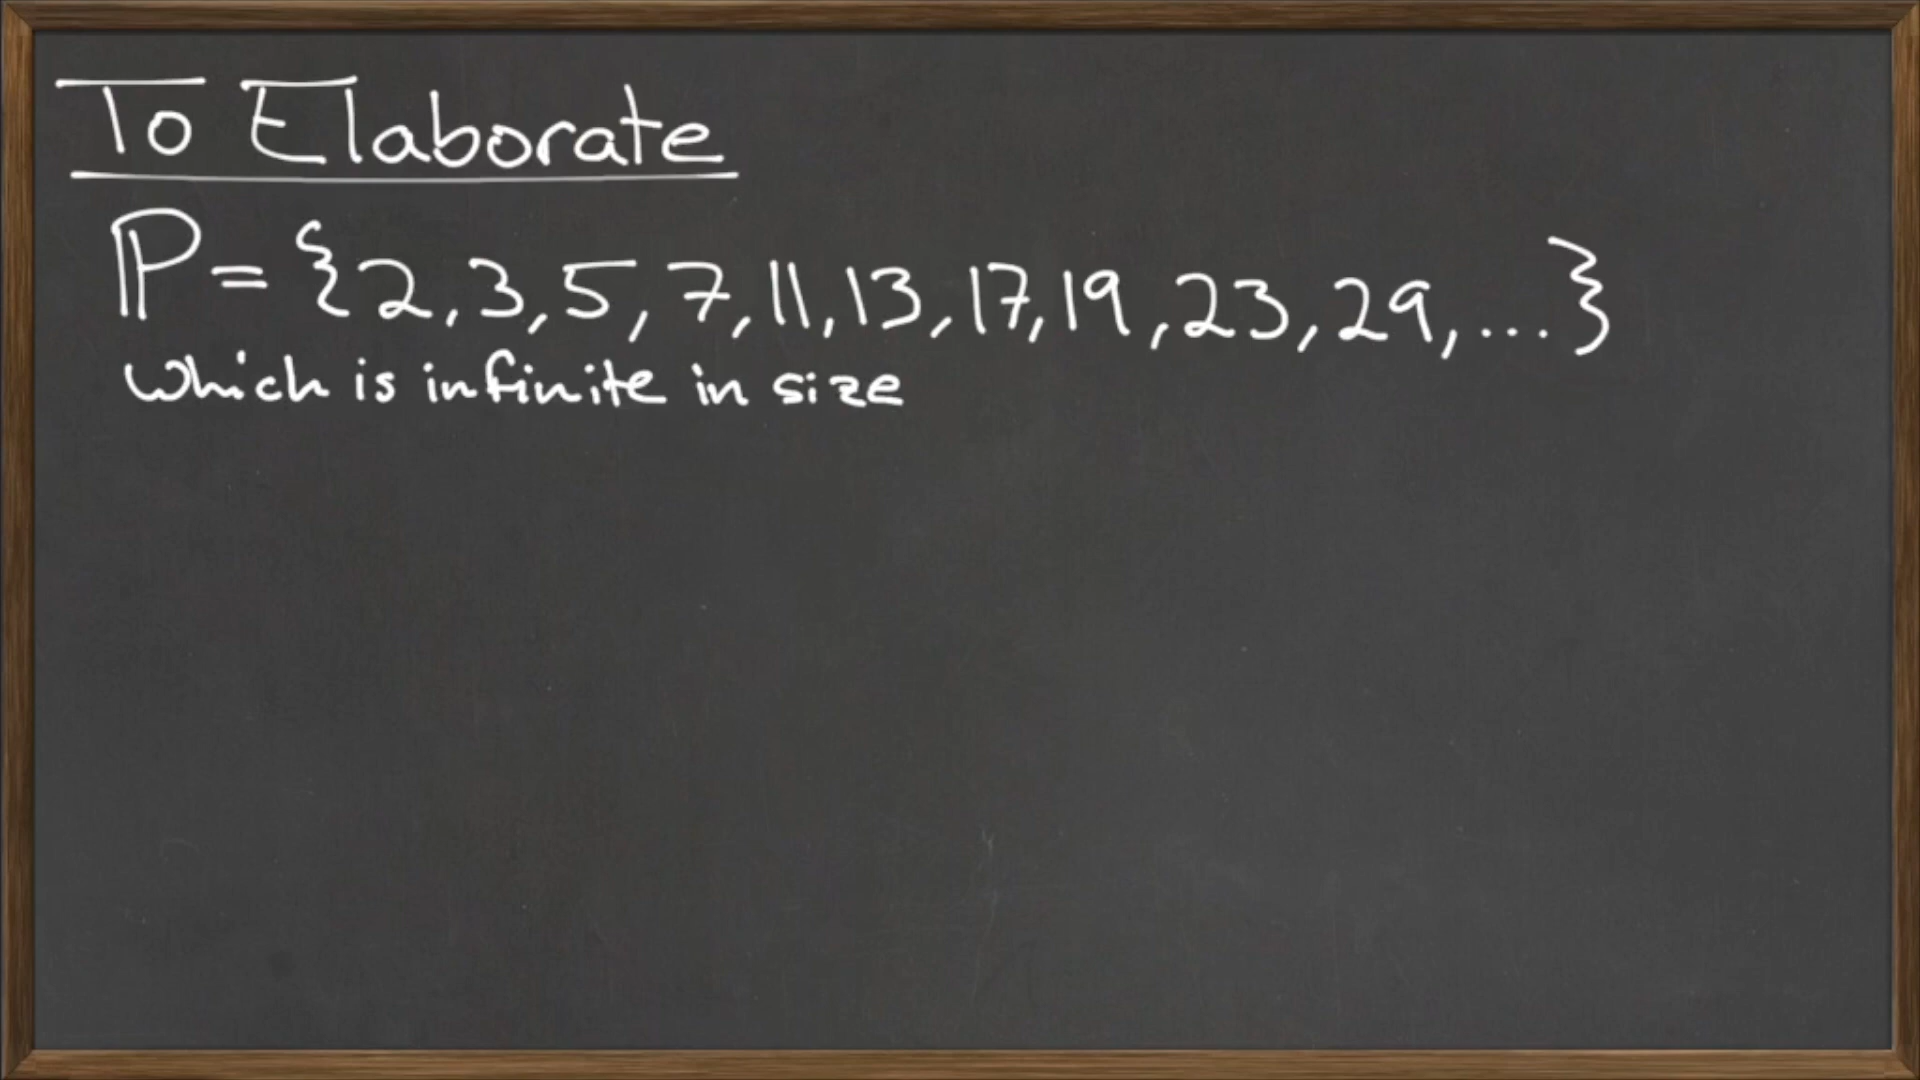 To Elaborate
ℙ = {2, 3, 5, 7, 11, 13, 17, 19, 23, 29, ...}
which is infinite in size